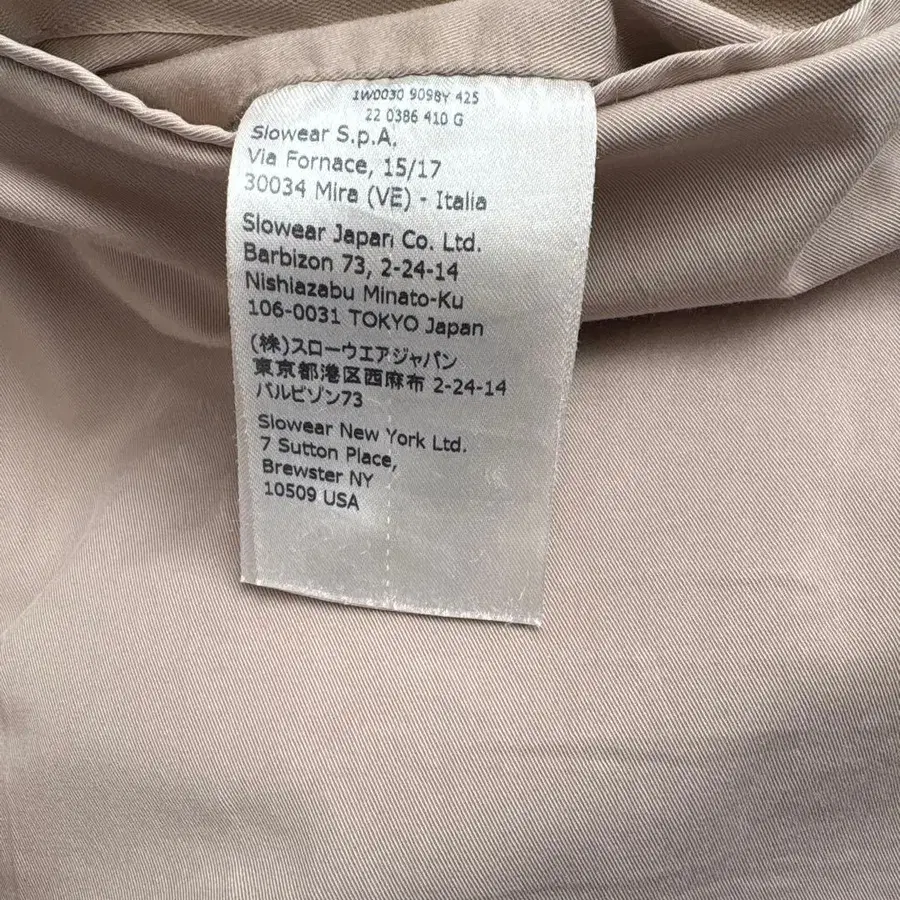 1W0030 9098Y 425
22 0386 410 G
Slowear S.p.A.
Via Fornace, 15/17
30034 Mira (VE) - Italia
Slowear Japan Co. Ltd.
Barbizon 73, 2-24-14
Nishiazabu Minato-Ku
106-0031 TOKYO Japan
(株)スローウエアジャパン
東京都港区西麻布 2-24-14
バルビゾン73
Slowear New York Ltd.
7 Sutton Place,
Brewster NY
10509 USA